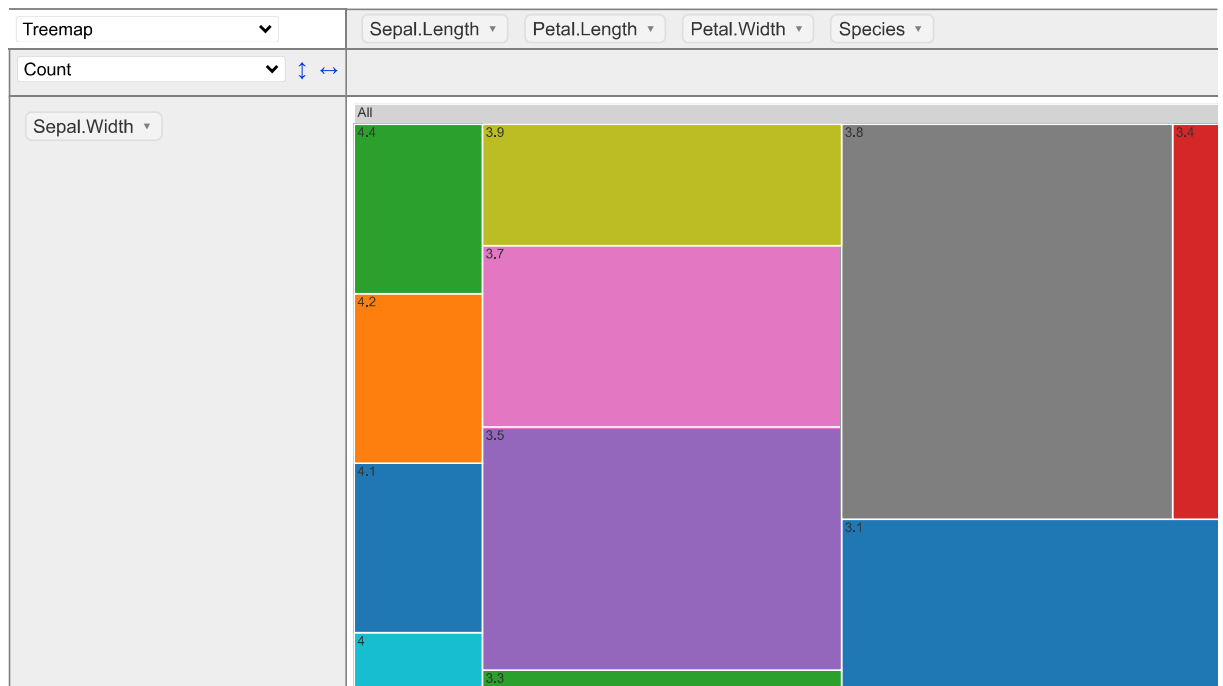 Treemap Sepal.Length ▾ Petal.Length ▾ Petal.Width ▾ Species ▾
Count ↕ ↔
Sepal.Width ▾
All
4.4 3.9 3.8 3.4
3.7
4.2
3.5
4.1
3.1
4
3.3